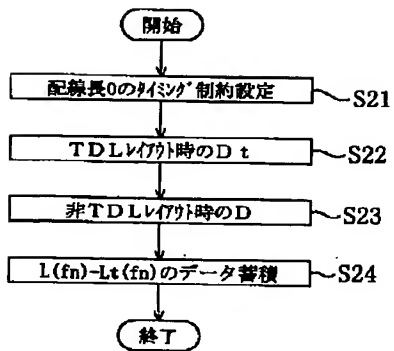 開始
配線長0のタイミング制約設定
S21
TDLレイアウト時のDt
S22
非TDLレイアウト時のD
S23
L(fn)-Lt(fn)のデータ蓄積
S24
終了